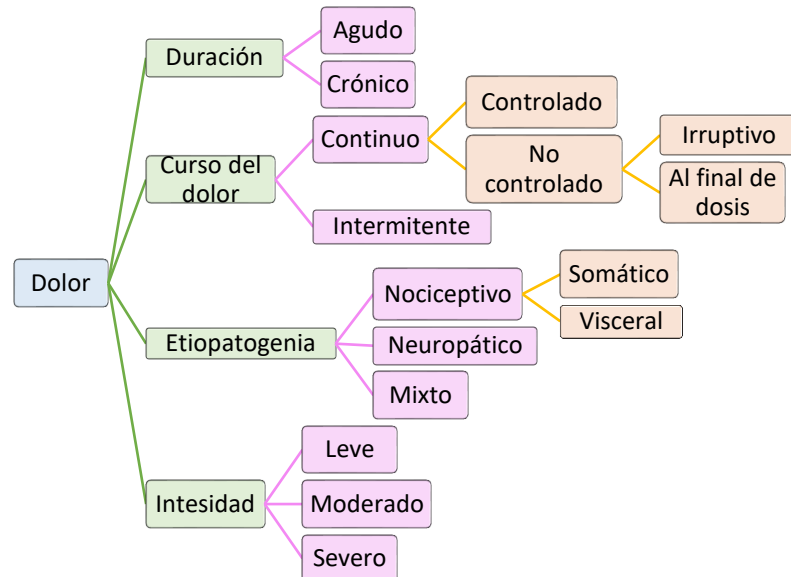 Dolor
Duración
Agudo
Crónico
Curso del
dolor
Continuo
Controlado
No
controlado
Irruptivo
Al final de
dosis
Intermitente
Etiopatogenia
Nociceptivo
Somático
Visceral
Neuropático
Mixto
Intesidad
Leve
Moderado
Severo